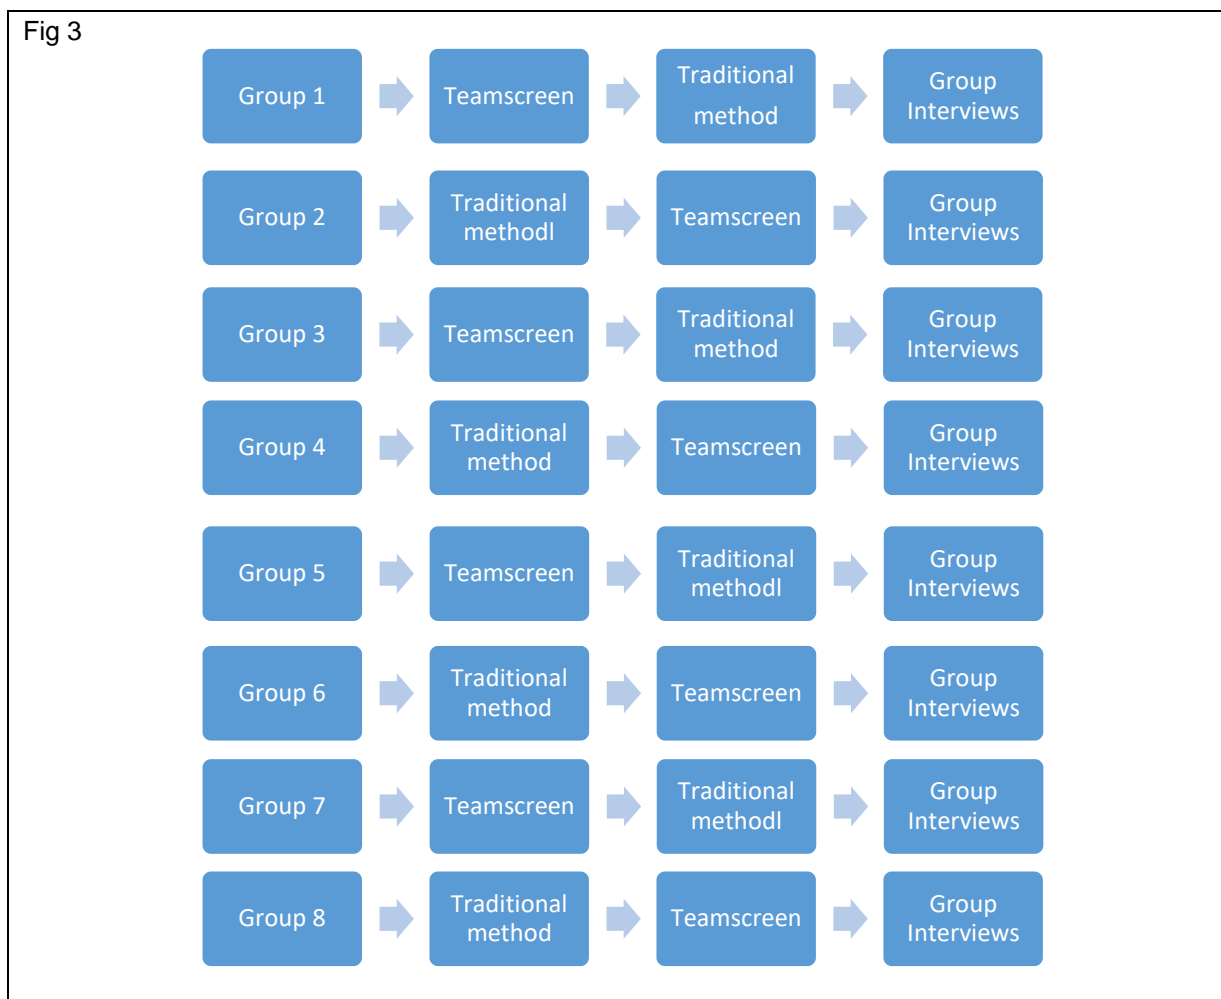 Fig 3
Group 1
Teamscreen
Traditional
method
Group
Interviews
Group 2
Traditional
methodl
Teamscreen
Group
Interviews
Group 3
Teamscreen
Traditional
method
Group
Interviews
Group 4
Traditional
method
Teamscreen
Group
Interviews
Group 5
Teamscreen
Traditional
methodl
Group
Interviews
Group 6
Traditional
method
Teamscreen
Group
Interviews
Group 7
Teamscreen
Traditional
methodl
Group
Interviews
Group 8
Traditional
method
Teamscreen
Group
Interviews